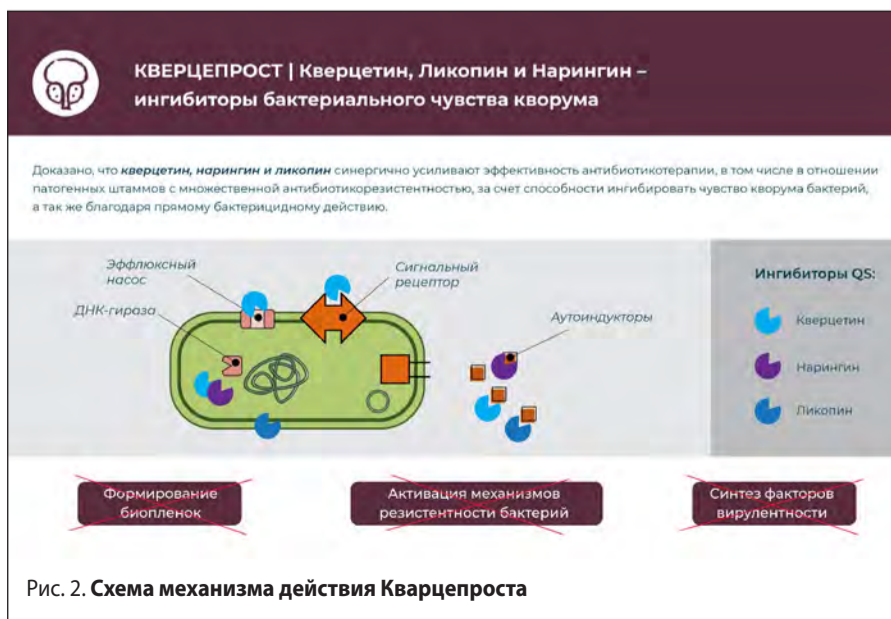 КВЕРЦЕПРОСТ | Кверцетин, Ликопин и Нарингин –
ингибиторы бактериального чувства кворума
Доказано, что кверцетин, нарингин и ликопин синергично усиливают эффективность антибиотикотерапии, в том числе в отношении
патогенных штаммов с множественной антибиотикорезистентностью, за счет способности ингибировать чувство кворума бактерий,
а так же благодаря прямому бактерицидному действию.
Эффлюксный
насос
ДНК-гираза
Сигнальный
рецептор
Аутоиндукторы
Ингибиторы QS:
Кверцетин
Нарингин
Ликопин
Формирование
биопленок
Активация механизмов
резистентности бактерий
Синтез факторов
вирулентности
Рис. 2. Схема механизма действия Кварцепроста